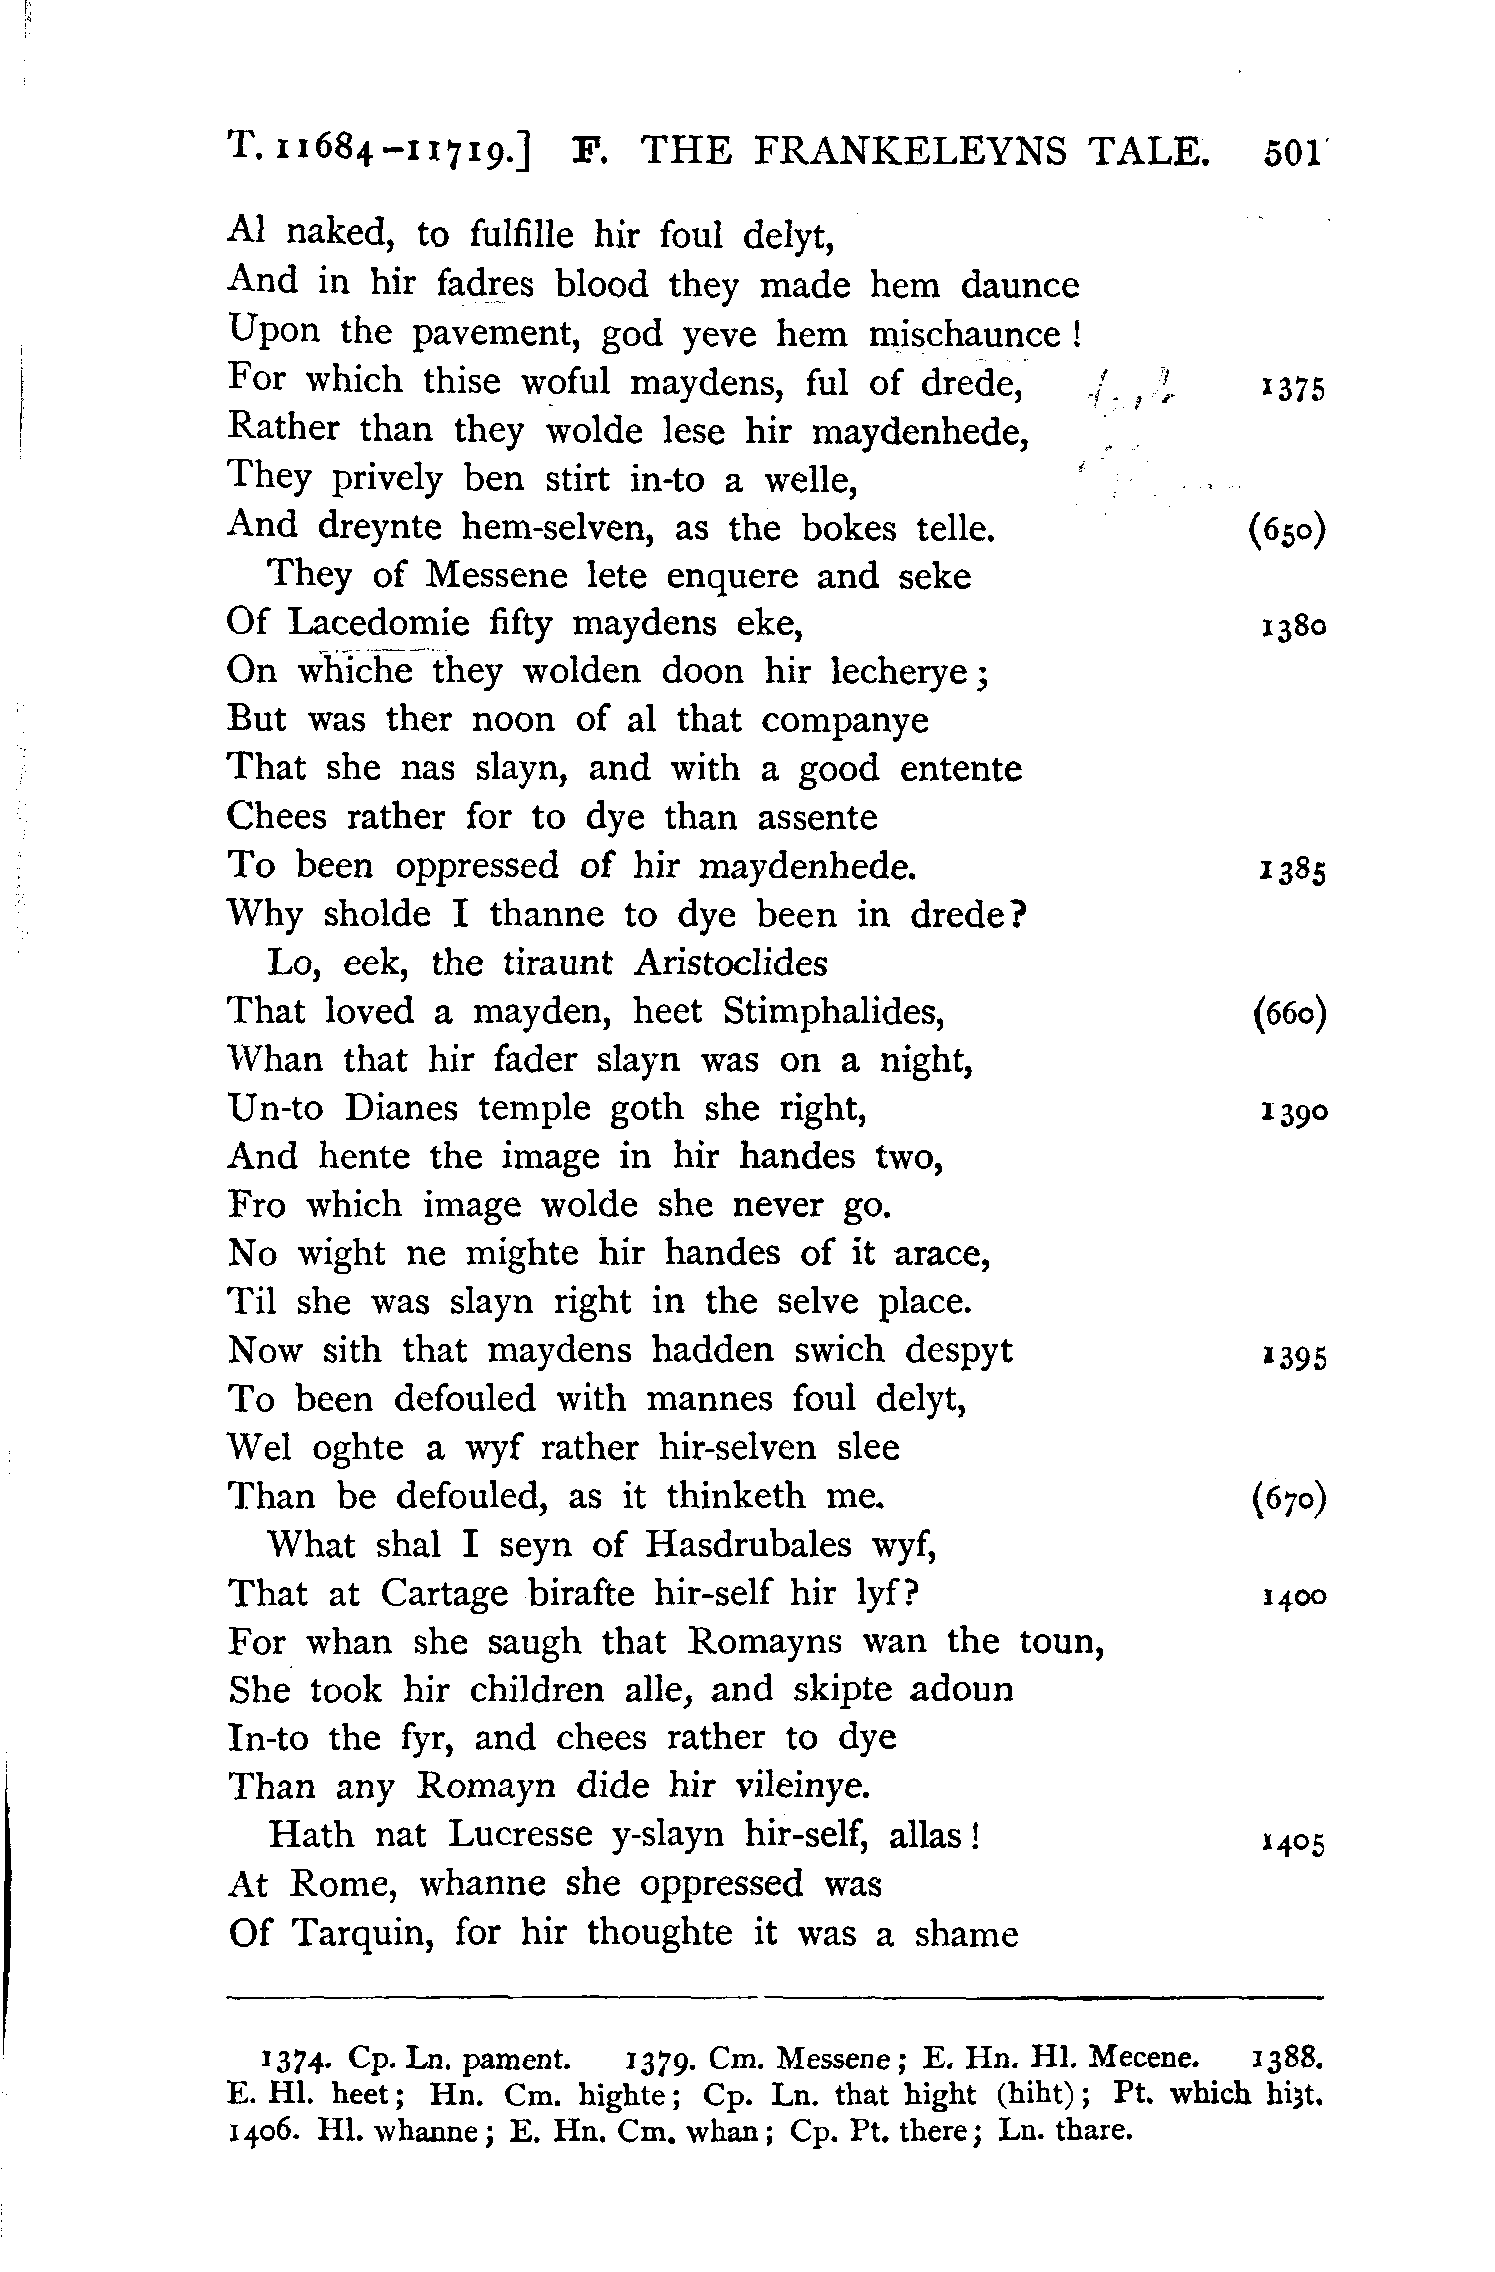 T. 11684-11719.] F. THE FRANKELEYNS TALE. 501
Al naked, to fulfille hir foul delyt,
And in hir fadres blood they made hem daunce
Upon the pavement, god yeve hem mischaunce !
For which thise woful maydens, ful of drede, 1375
Rather than they wolde lese hir maydenhede,
They prively ben stirt in-to a welle,
And dreynte hem-selven, as the bokes telle. (650)
They of Messene lete enquere and seke
Of Lacedomie fifty maydens eke, 1380
On whiche they wolden doon hir lecherye ;
But was ther noon of al that companye
That she nas slayn, and with a good entente
Chees rather for to dye than assente
To been oppressed of hir maydenhede. 1385
Why sholde I thanne to dye been in drede?
Lo, eek, the tiraunt Aristoclides
That loved a mayden, heet Stimphalides, (660)
Whan that hir fader slayn was on a night,
Un-to Dianes temple goth she right, 1390
And hente the image in hir handes two,
Fro which image wolde she never go.
No wight ne mighte hir handes of it arace,
Til she was slayn right in the selve place.
Now sith that maydens hadden swich despyt 1395
To been defouled with mannes foul delyt,
Wel oghte a wyf rather hir-selven slee
Than be defouled, as it thinketh me. (670)
What shal I seyn of Hasdrubales wyf,
That at Cartage birafte hir-self hir lyf? 1400
For whan she saugh that Romayns wan the toun,
She took hir children alle, and skipte adoun
In-to the fyr, and chees rather to dye
Than any Romayn dide hir vileinye.
Hath nat Lucresse y-slayn hir-self, allas ! 1405
At Rome, whanne she oppressed was
Of Tarquin, for hir thoughte it was a shame
1374. Cp. Ln. pament. 1379. Cm. Messene ; E. Hn. Hl. Mecene. 1388.
E. Hl. heet ; Hn. Cm. highte ; Cp. Ln. that hight (hiht) ; Pt. which hiȝt.
1406. Hl. whanne ; E. Hn. Cm. whan ; Cp. Pt. there ; Ln. thare.